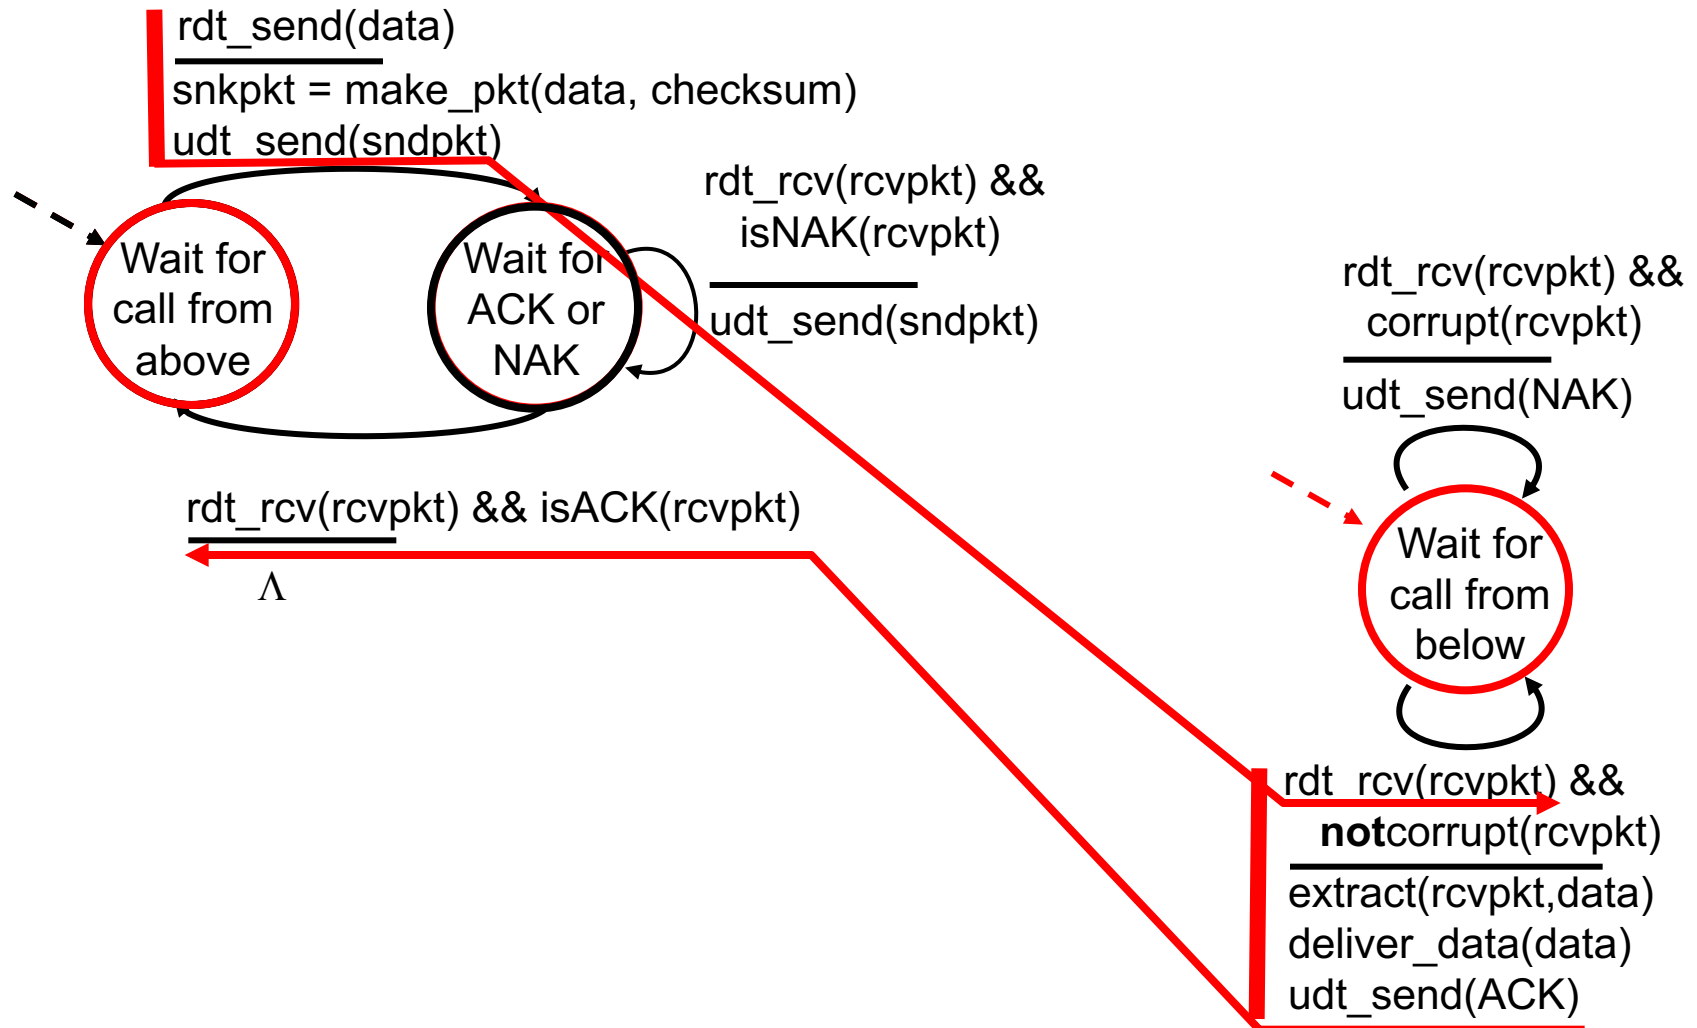 rdt_send(data)
snkpkt = make_pkt(data, checksum)
udt_send(sndpkt)
rdt_rcv(rcvpkt) &&
isNAK(rcvpkt)
udt_send(sndpkt)
Wait for
call from
above
Wait for
ACK or
NAK
rdt_rcv(rcvpkt) && isACK(rcvpkt)
Λ
rdt_rcv(rcvpkt) &&
corrupt(rcvpkt)
udt_send(NAK)
Wait for
call from
below
rdt_rcv(rcvpkt) &&
notcorrupt(rcvpkt)
extract(rcvpkt,data)
deliver_data(data)
udt_send(ACK)